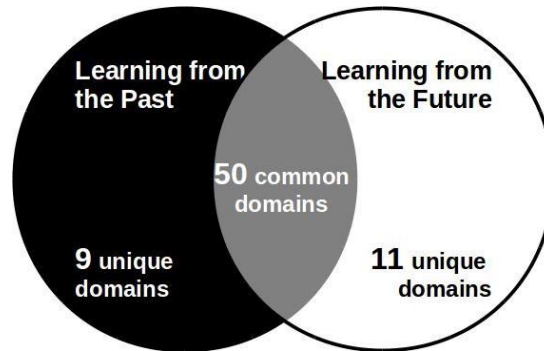 Learning from
the Past
Learning from
the Future
50 common
domains
9 unique
domains
11 unique
domains